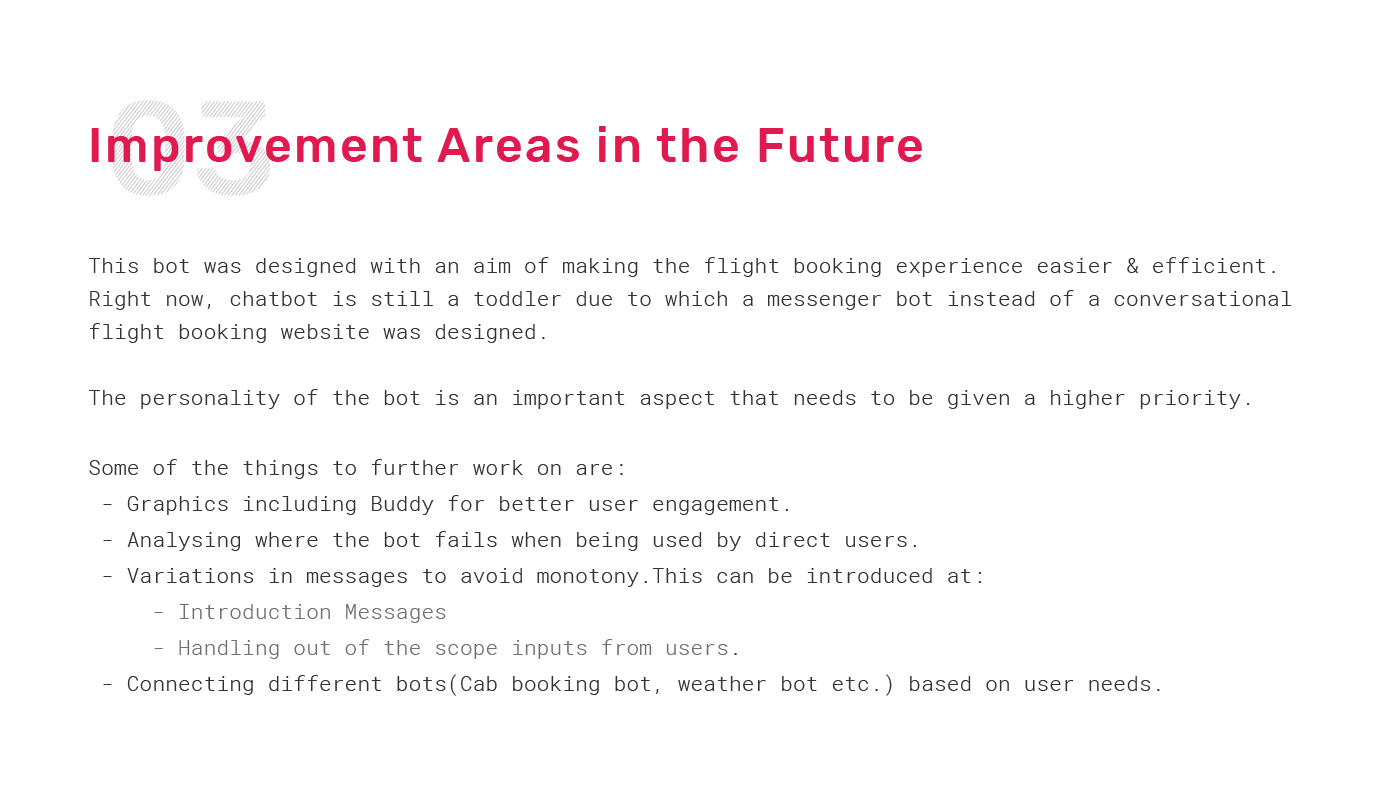 03
Improvement Areas in the Future
This bot was designed with an aim of making the flight booking experience easier & efficient.
Right now, chatbot is still a toddler due to which a messenger bot instead of a conversational
flight booking website was designed.
The personality of the bot is an important aspect that needs to be given a higher priority.
Some of the things to further work on are:
- Graphics including Buddy for better user engagement.
- Analysing where the bot fails when being used by direct users.
- Variations in messages to avoid monotony.This can be introduced at:
- Introduction Messages
- Handling out of the scope inputs from users.
- Connecting different bots(Cab booking bot, weather bot etc.) based on user needs.